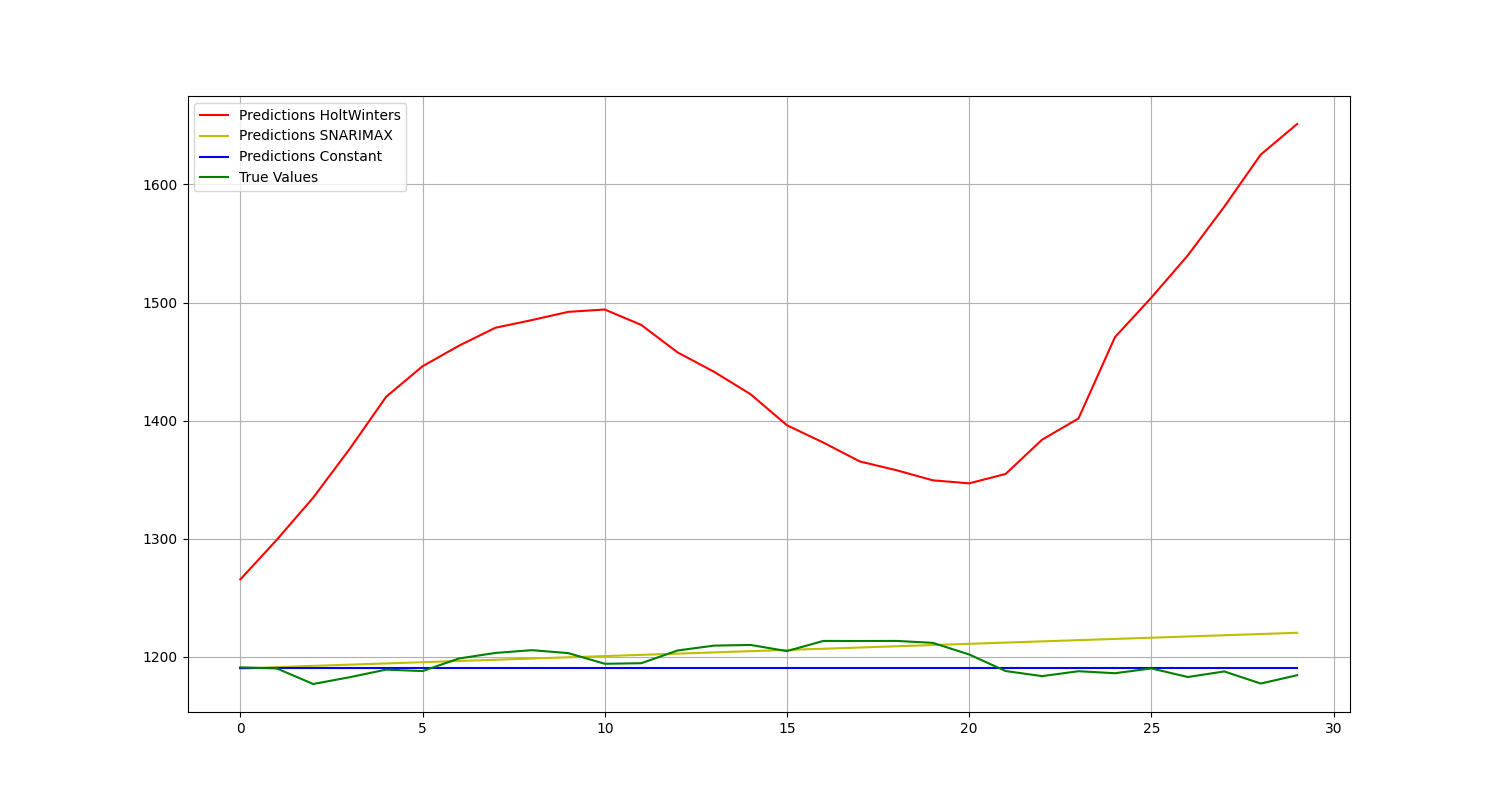 Predictions HoltWinters
Predictions SNARIMAX
Predictions Constant
True Values
1600
1500
1400
1300
1200
0 5 10 15 20 25 30